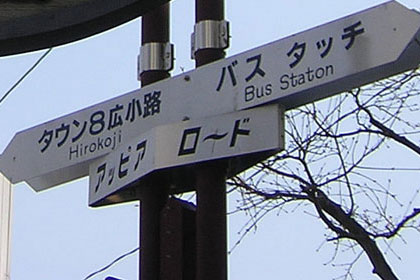 タウン8広小路
Hirokoji
バス タッチ
Bus Staton
アッピア ロ〜ド